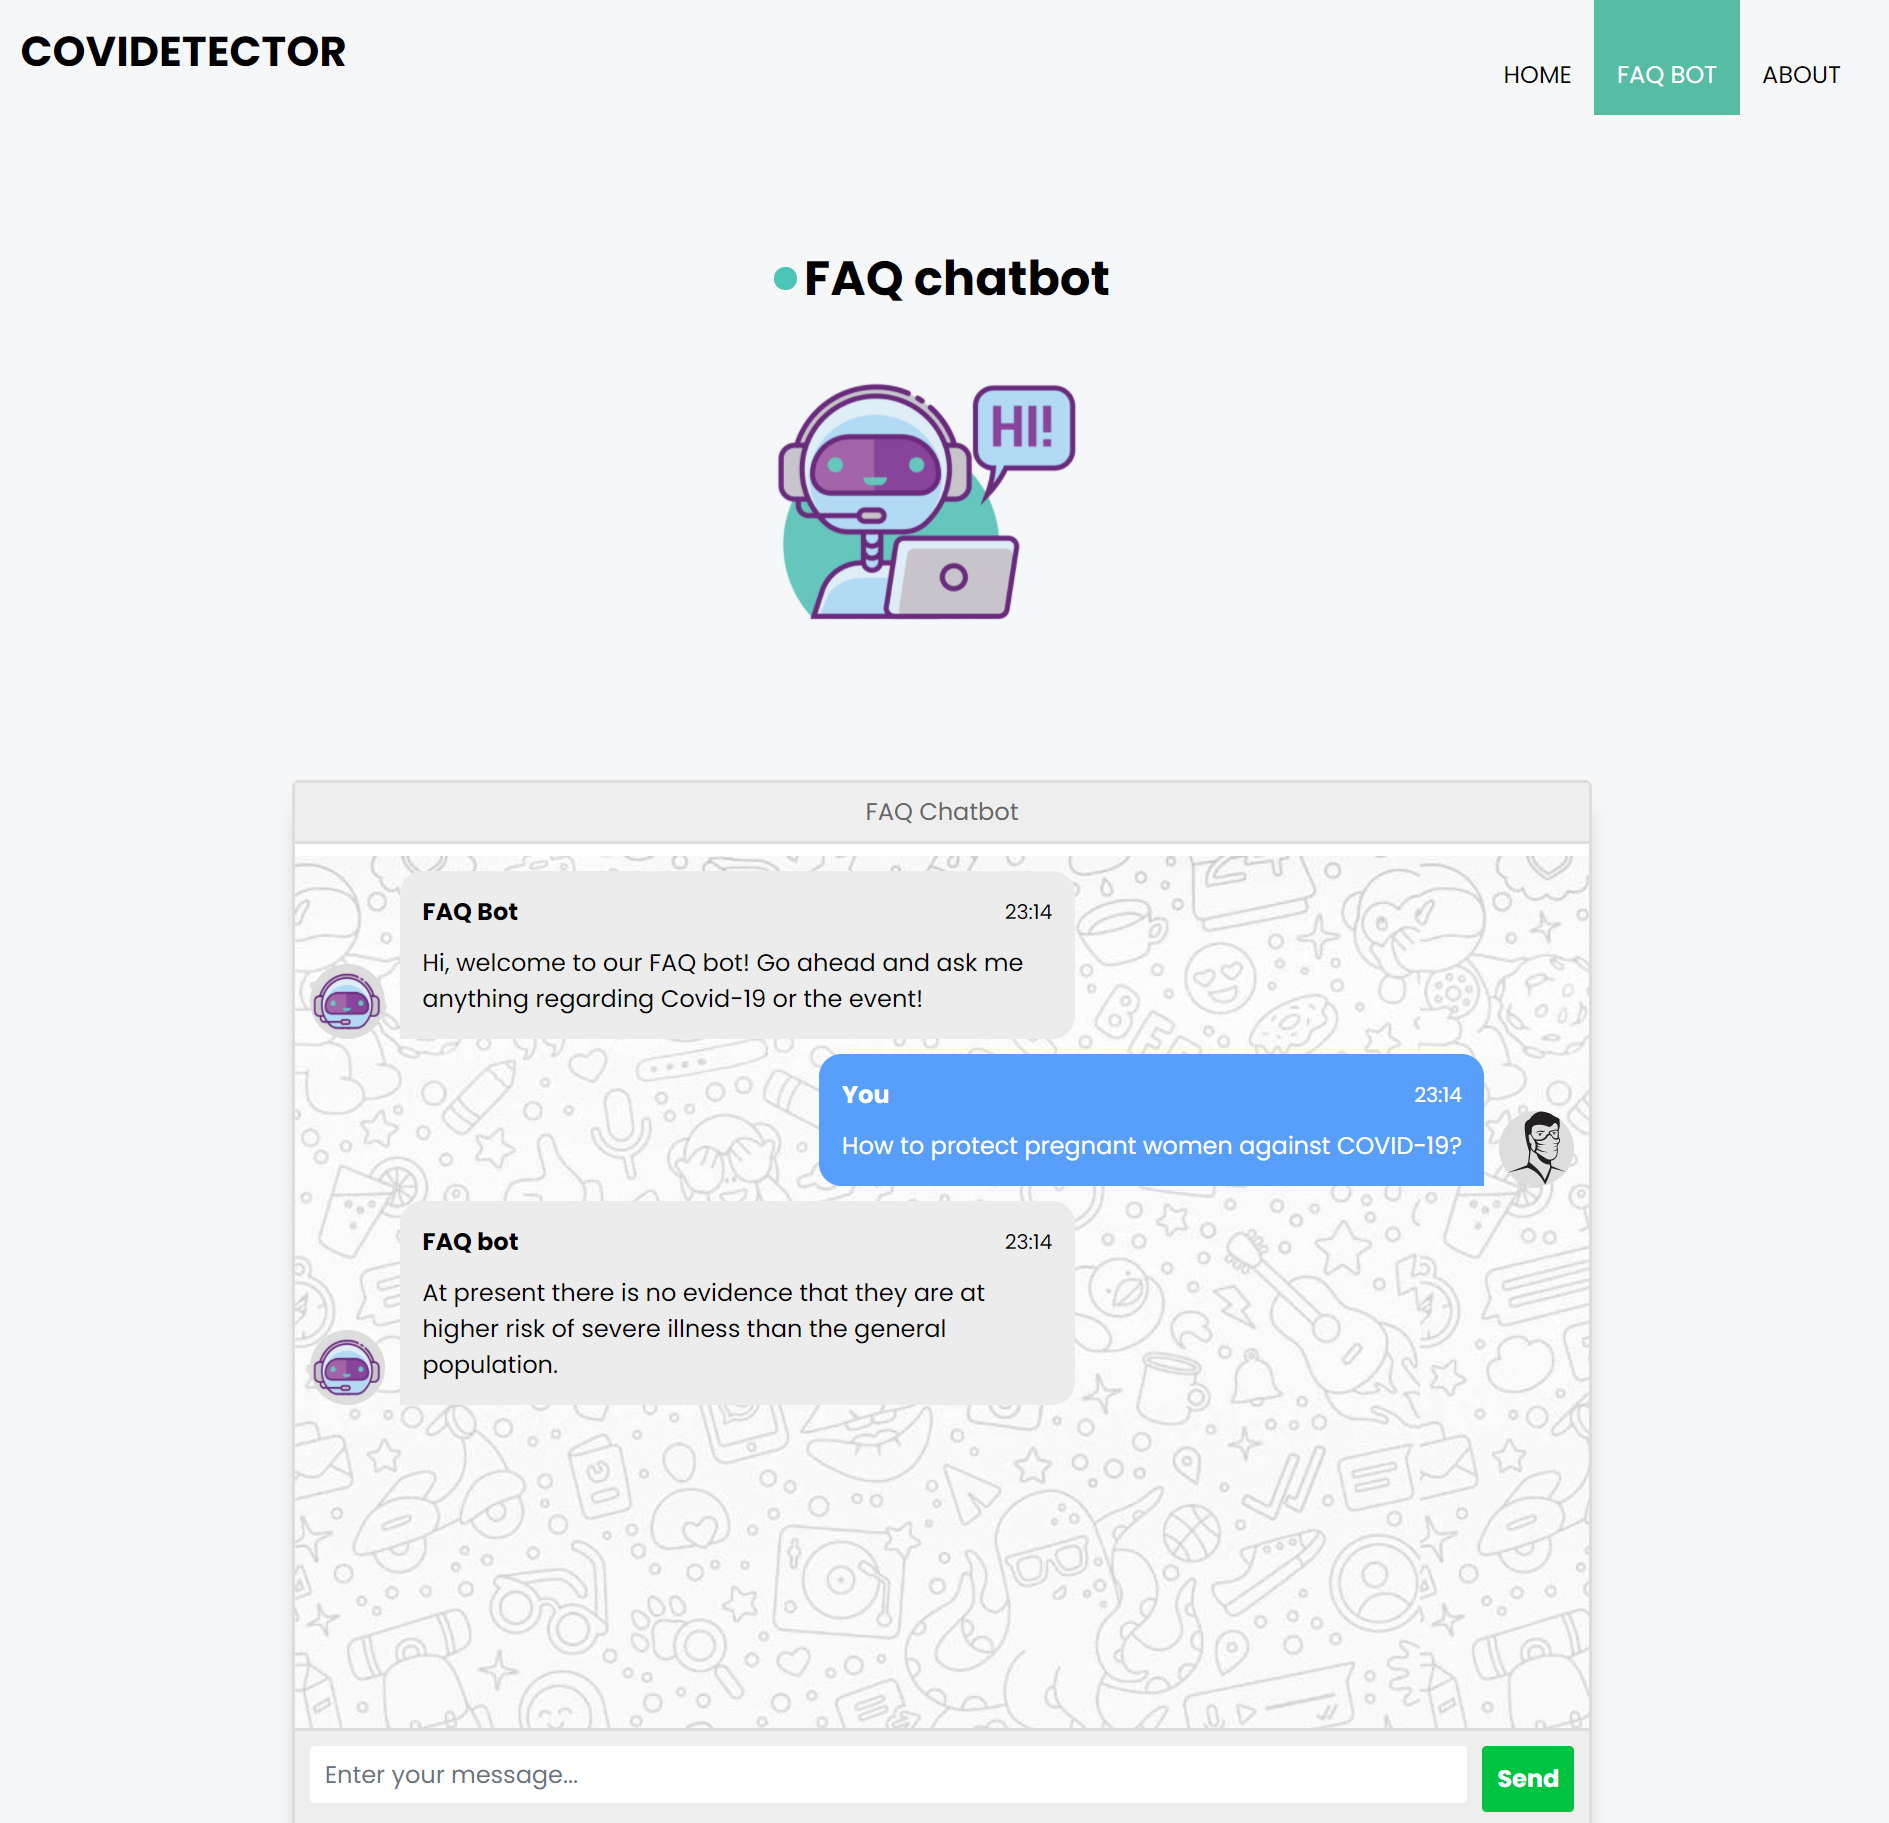 COVIDETECTOR
HOME
FAQ BOT
ABOUT
FAQ chatbot
HI!
FAQ Chatbot
FAQ Bot
23:14
Hi, welcome to our FAQ bot! Go ahead and ask me
anything regarding Covid-19 or the event!
You
23:14
How to protect pregnant women against COVID-19?
FAQ bot
23:14
At present there is no evidence that they are at
higher risk of severe illness than the general
population.
Enter your message...
Send